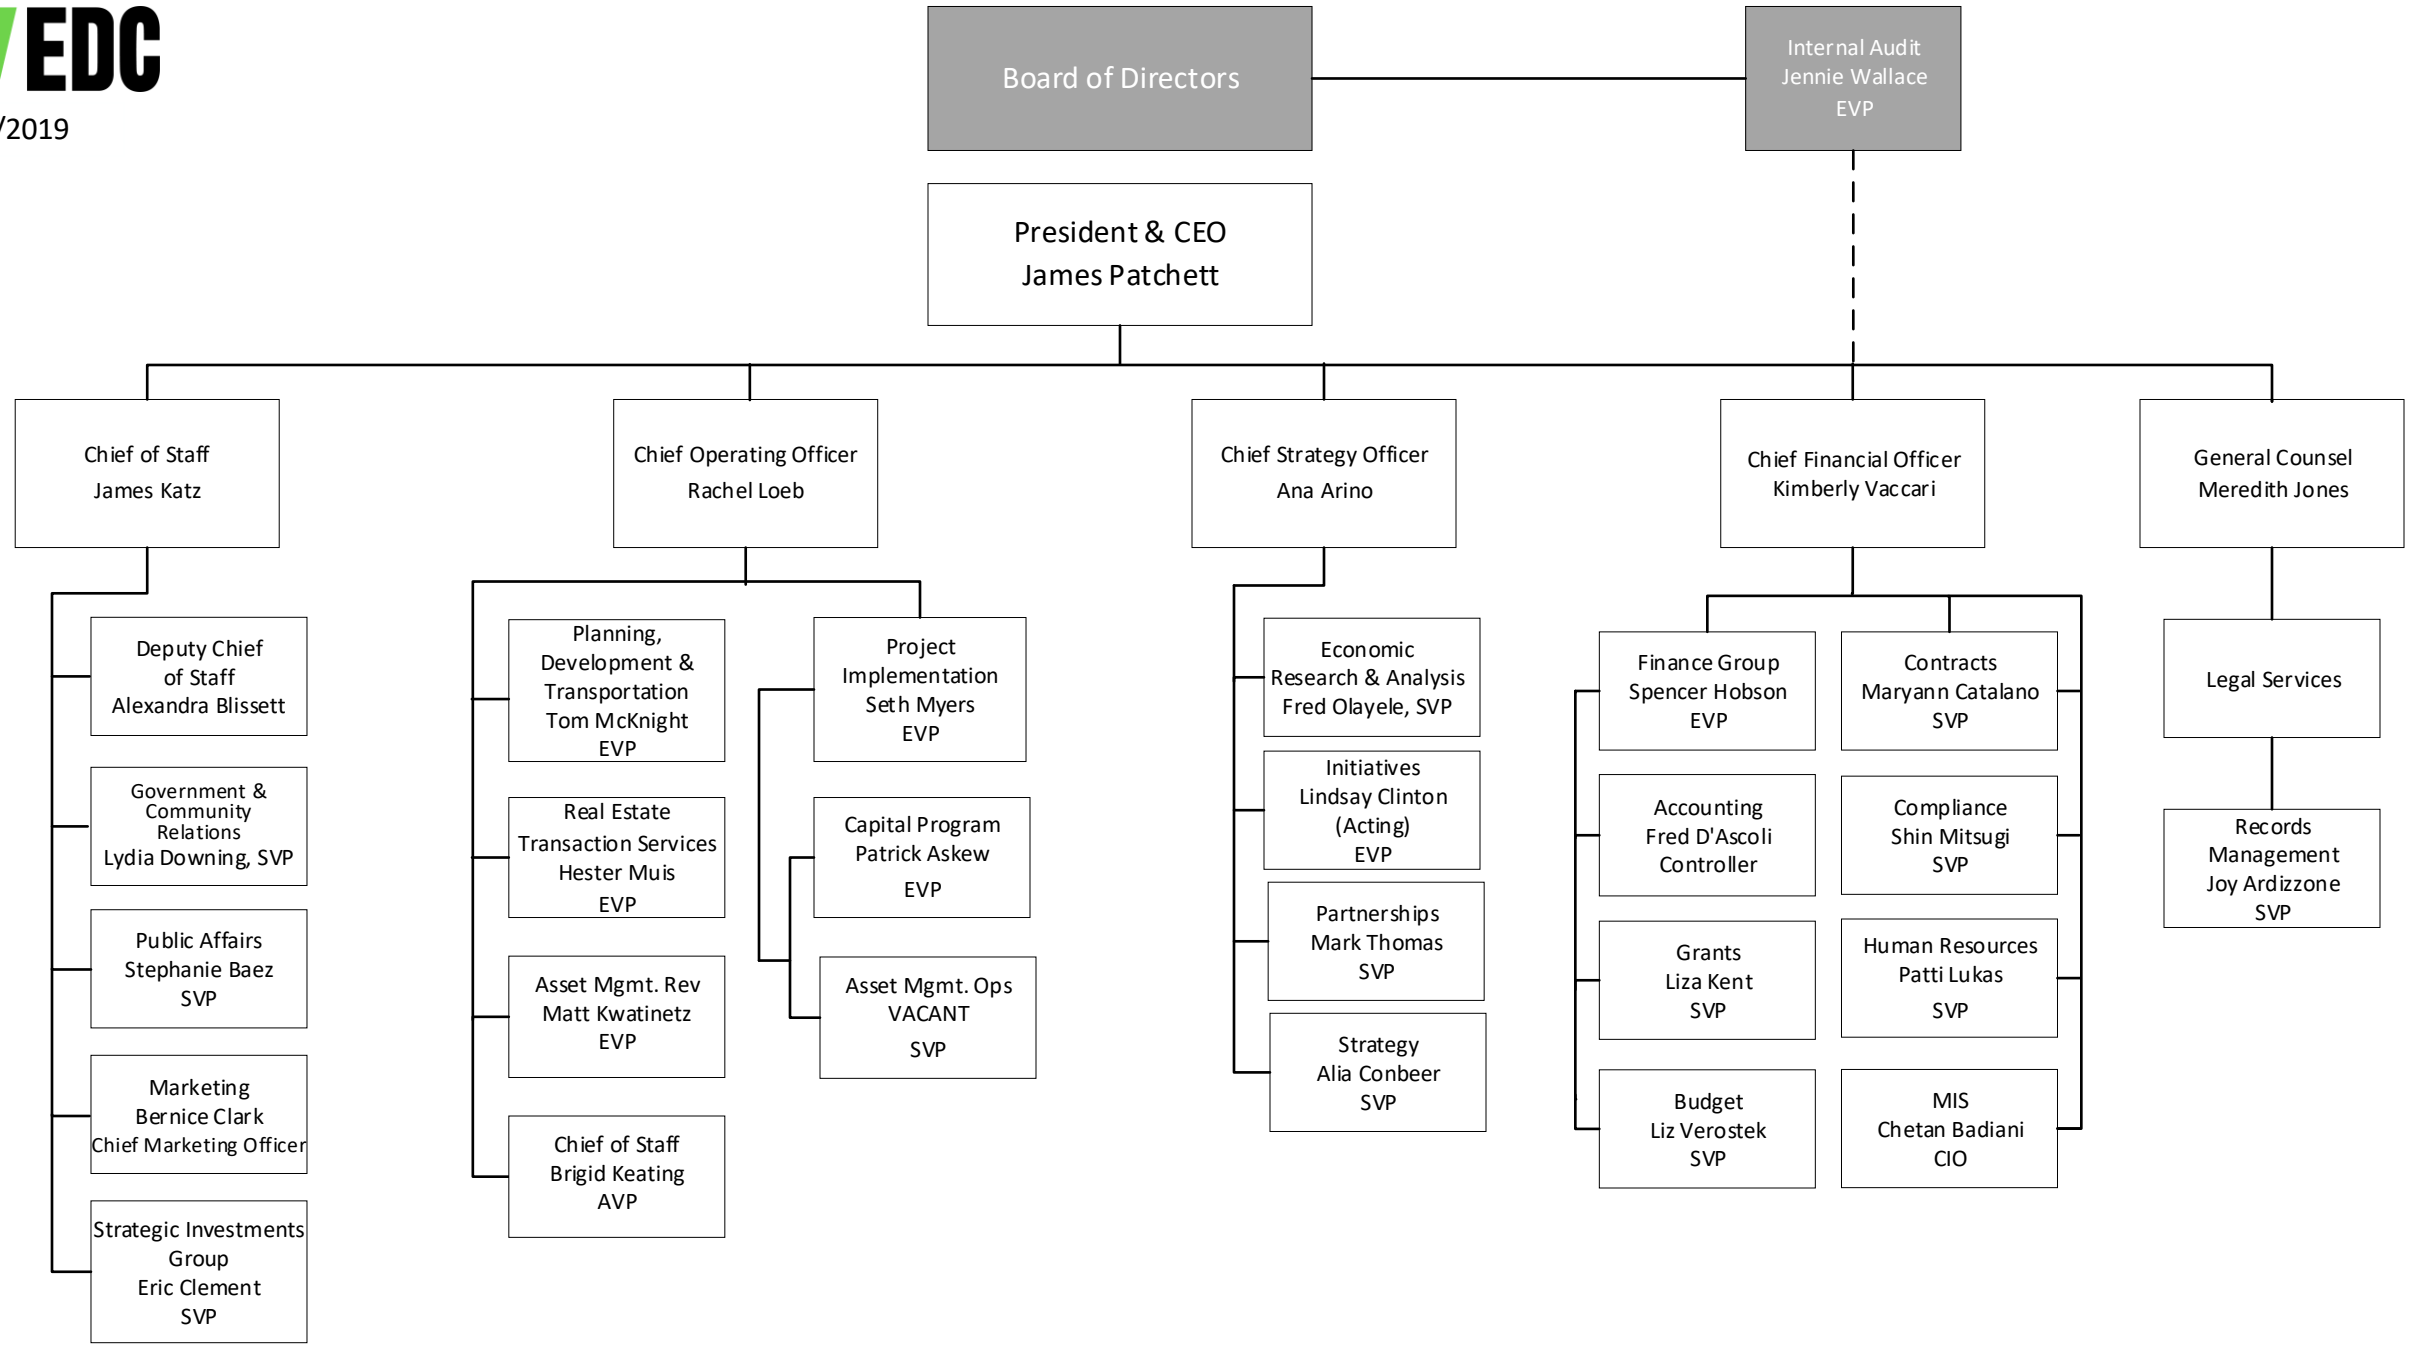 EDC
/2019
Board of Directors
Internal Audit
Jennie Wallace
EVP
President & CEO
James Patchett
Chief of Staff
James Katz
Chief Operating Officer
Rachel Loeb
Chief Strategy Officer
Ana Arino
Chief Financial Officer
Kimberly Vaccari
General Counsel
Meredith Jones
Deputy Chief
of Staff
Alexandra Blissett
Government &
Community
Relations
Lydia Downing, SVP
Public Affairs
Stephanie Baez
SVP
Marketing
Bernice Clark
Chief Marketing Officer
Strategic Investments
Group
Eric Clement
SVP
Planning,
Development &
Transportation
Tom McKnight
EVP
Real Estate
Transaction Services
Hester Muis
EVP
Asset Mgmt. Rev
Matt Kwatinetz
EVP
Chief of Staff
Brigid Keating
AVP
Project
Implementation
Seth Myers
EVP
Capital Program
Patrick Askew
EVP
Asset Mgmt. Ops
VACANT
SVP
Economic
Research & Analysis
Fred Olayele, SVP
Initiatives
Lindsay Clinton
(Acting)
EVP
Partnerships
Mark Thomas
SVP
Strategy
Alia Conbeer
SVP
Finance Group
Spencer Hobson
EVP
Accounting
Fred D'Ascoli
Controller
Grants
Liza Kent
SVP
Budget
Liz Verostek
SVP
Contracts
Maryann Catalano
SVP
Compliance
Shin Mitsugi
SVP
Human Resources
Patti Lukas
SVP
MIS
Chetan Badiani
CIO
Legal Services
Records
Management
Joy Ardizzone
SVP